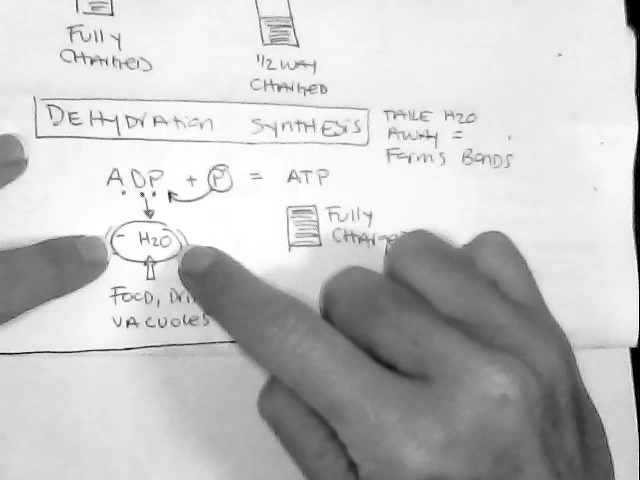 Fully
Charged
1/2 way
Charged
Dehydration Synthesis
Take H2O
Away =
Forms Bonds
ADP + P = ATP
Fully
- H2O
Food,
Vacuoles